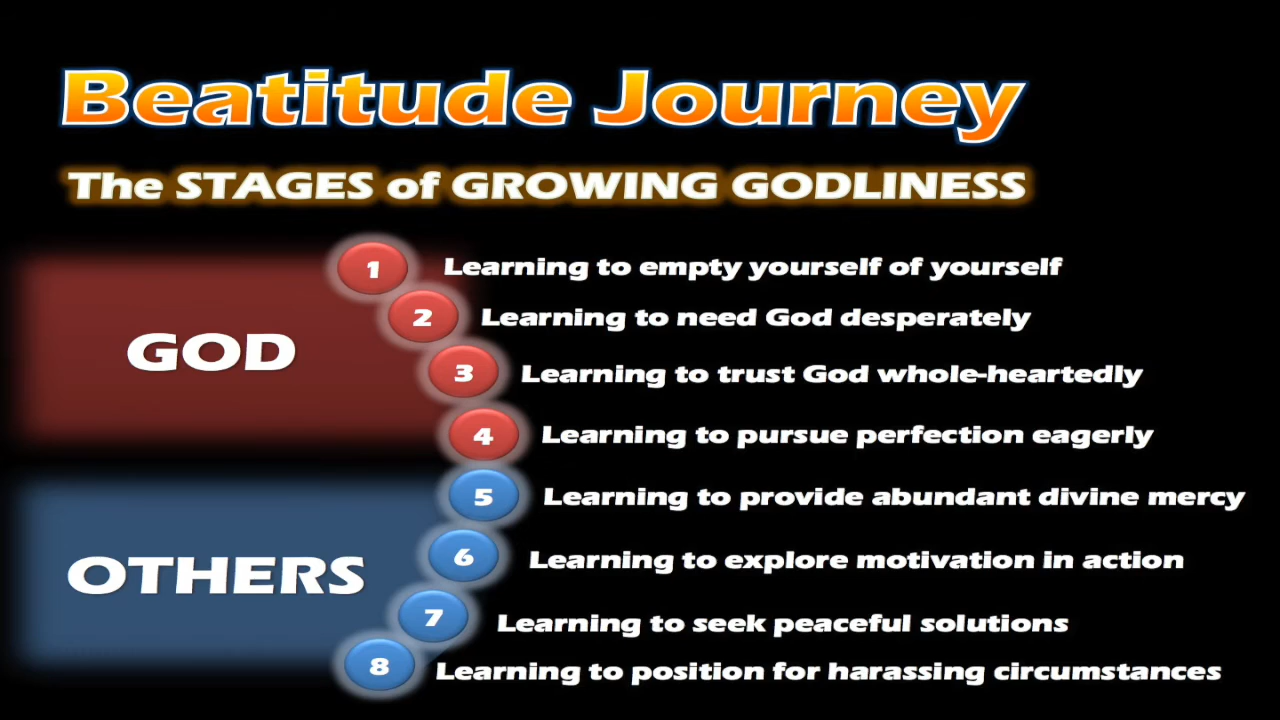 Beatitude Journey
The STAGES of GROWING GODLINESS
GOD
1 Learning to empty yourself of yourself
2 Learning to need God desperately
3 Learning to trust God whole-heartedly
4 Learning to pursue perfection eagerly
OTHERS
5 Learning to provide abundant divine mercy
6 Learning to explore motivation in action
7 Learning to seek peaceful solutions
8 Learning to position for harassing circumstances